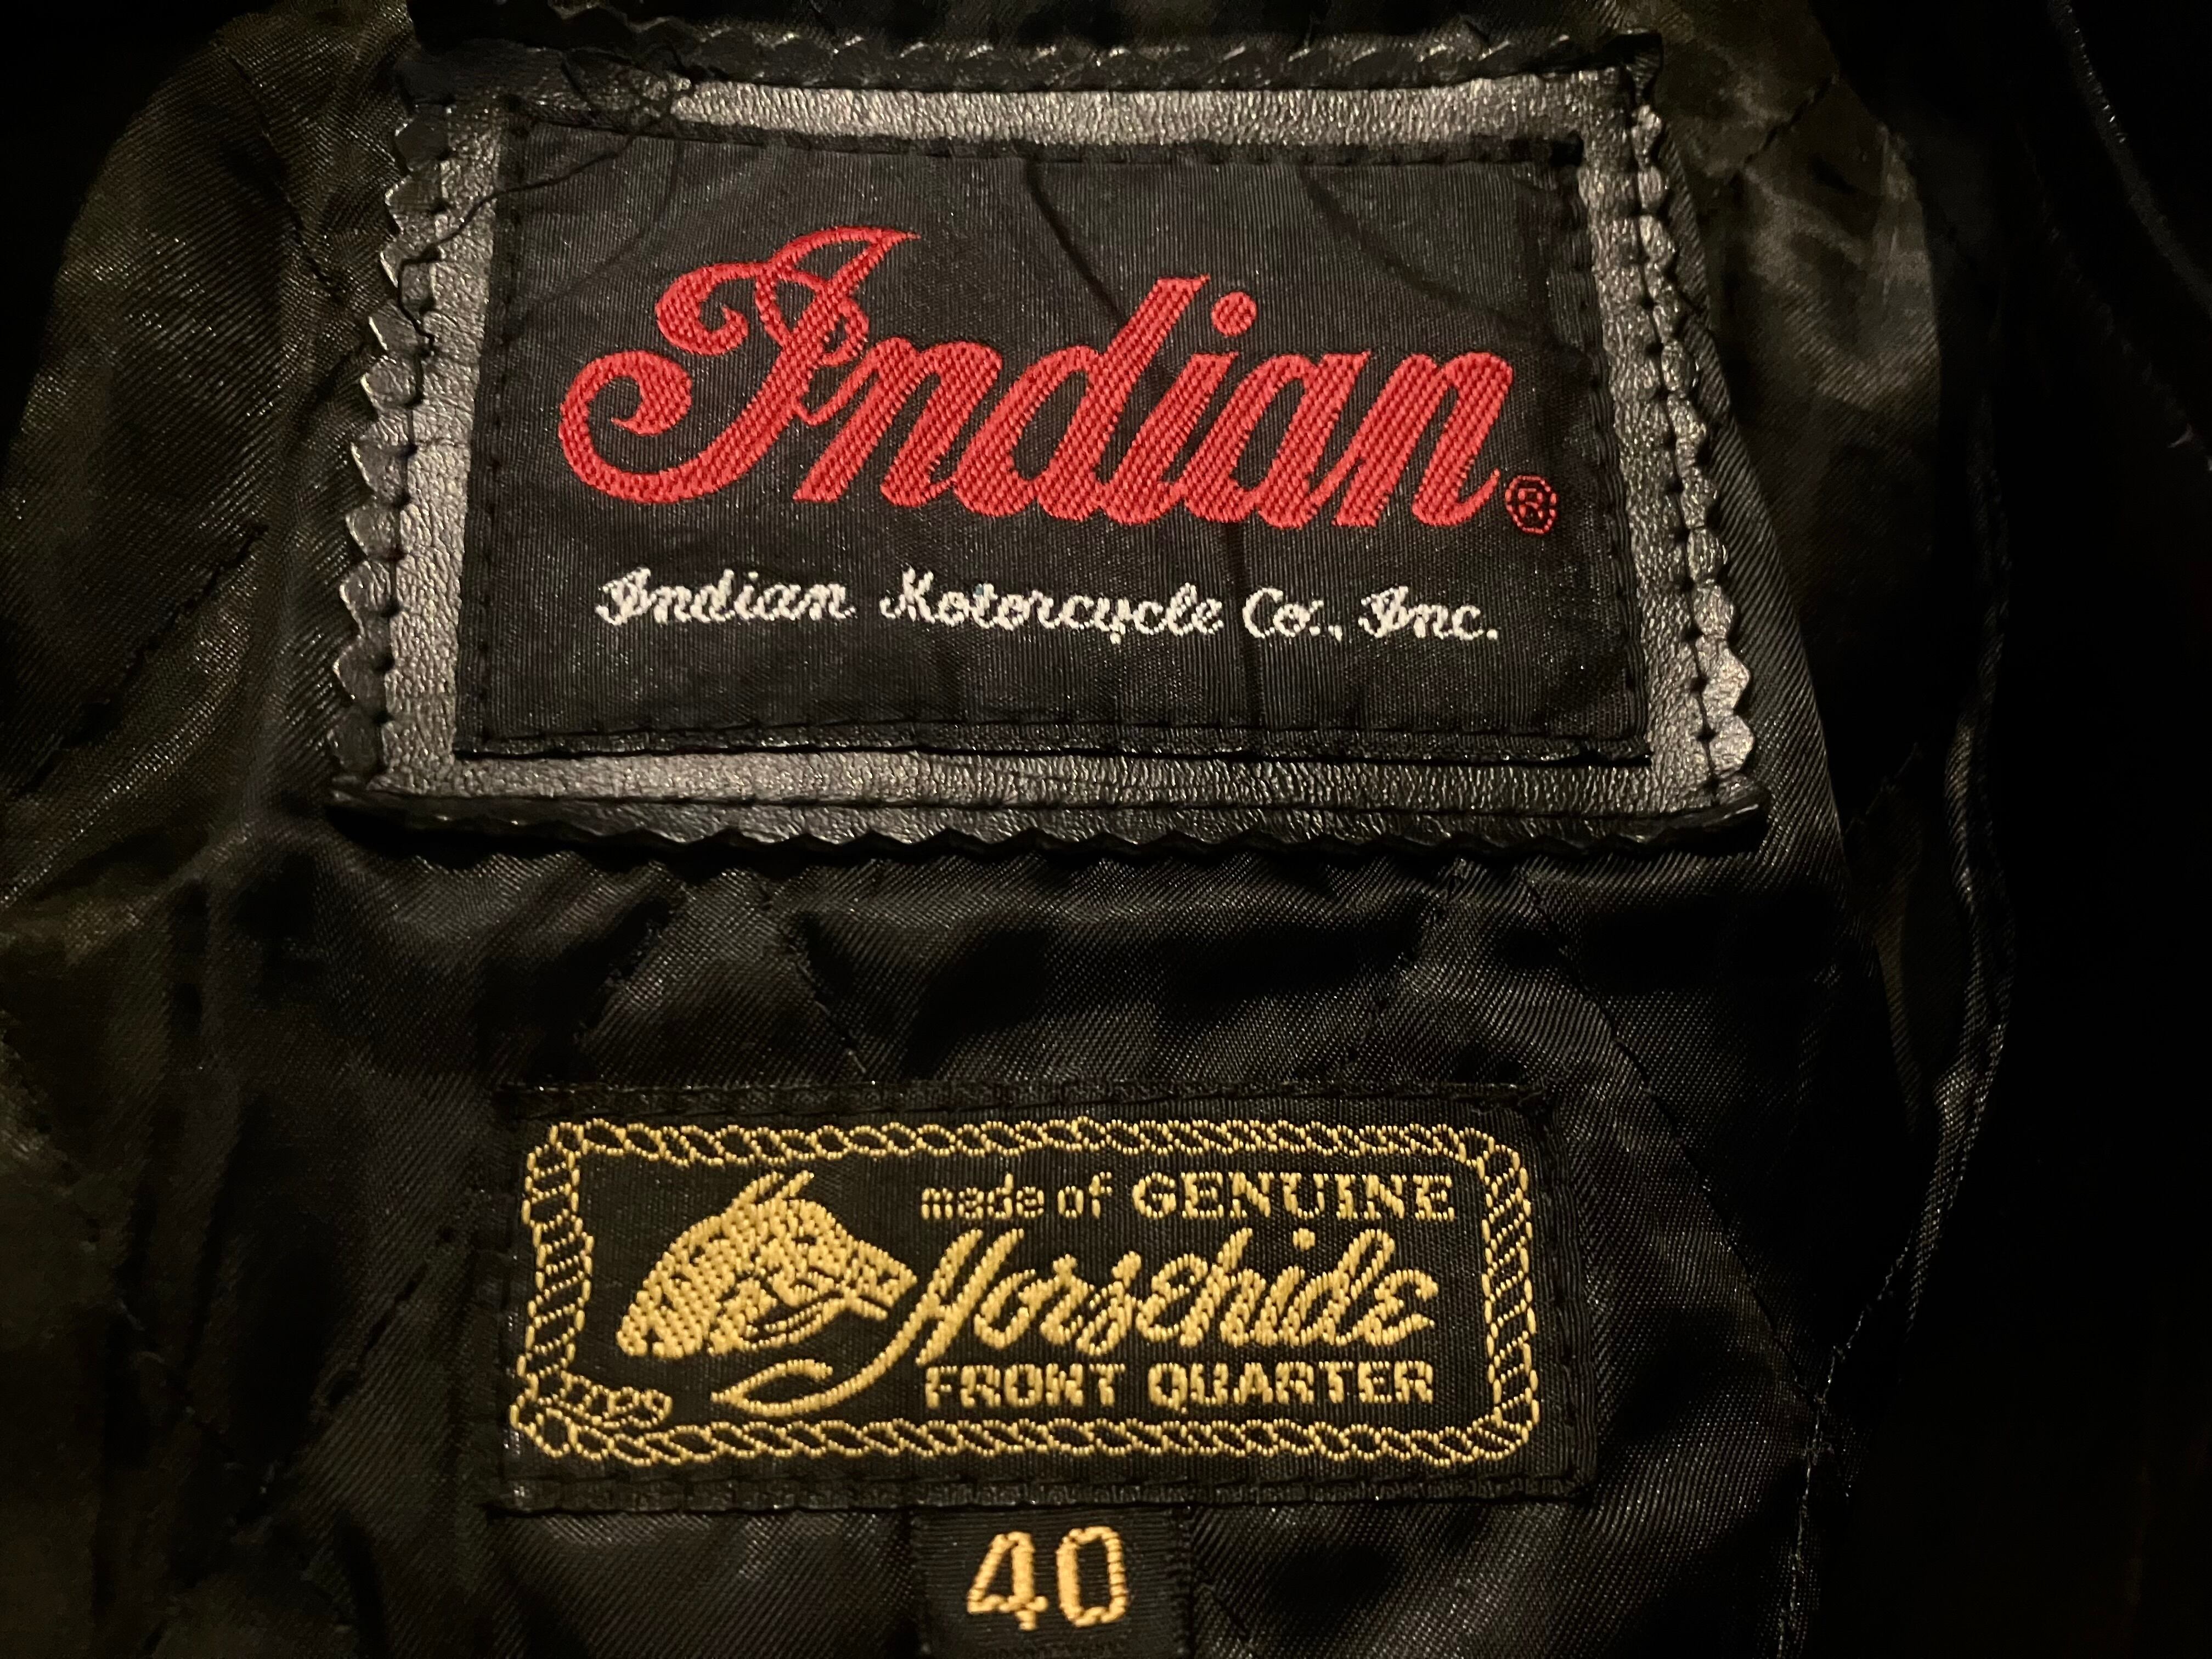 Indian®
Indian Motorcycle Co., Inc.
made of GENUINE
Horsehide
FRONT QUARTER
40